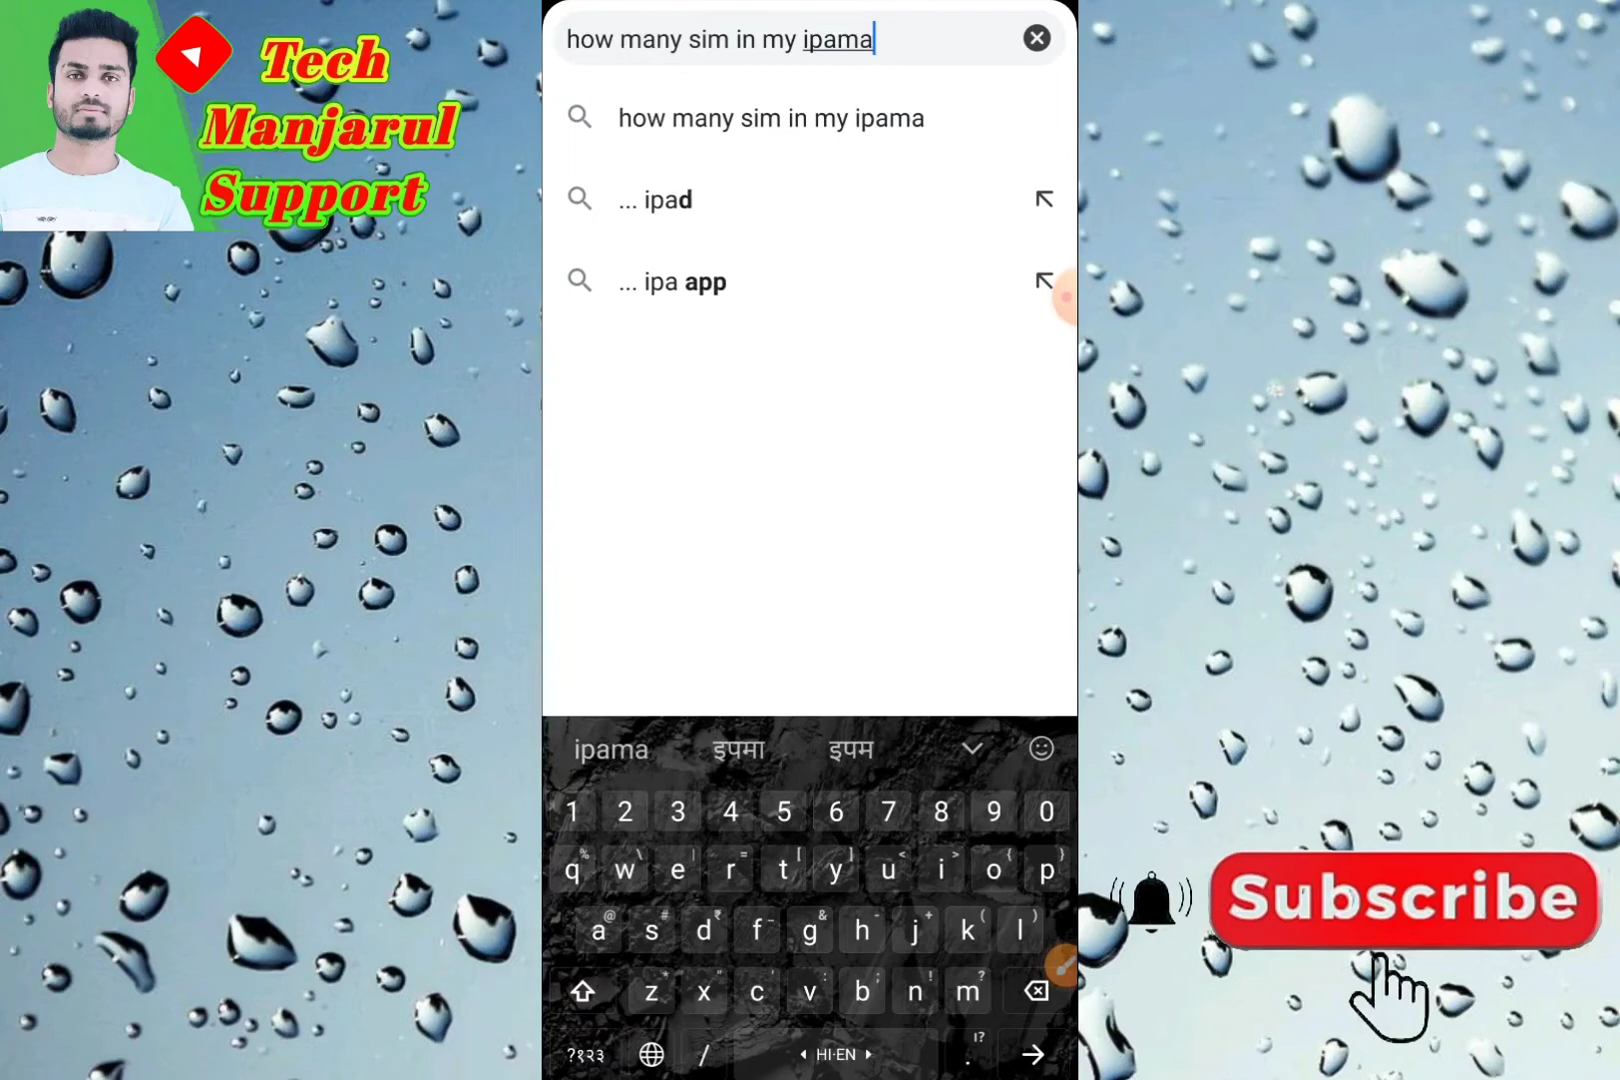 Tech
Manjarul
Support
how many sim in my ipama
how many sim in my ipama
... ipad
... ipa app
ipama इपमा इपम
1 2 3 4 5 6 7 8 9 0
% \ | = [ ] < > { }
q w e r t y u i o p
@ # ₹ _ & - + ( )
a s d f g h j k l
* " ' : ; ! ?
z x c v b n m
!?
?१२३ / HI·EN .
Subscribe